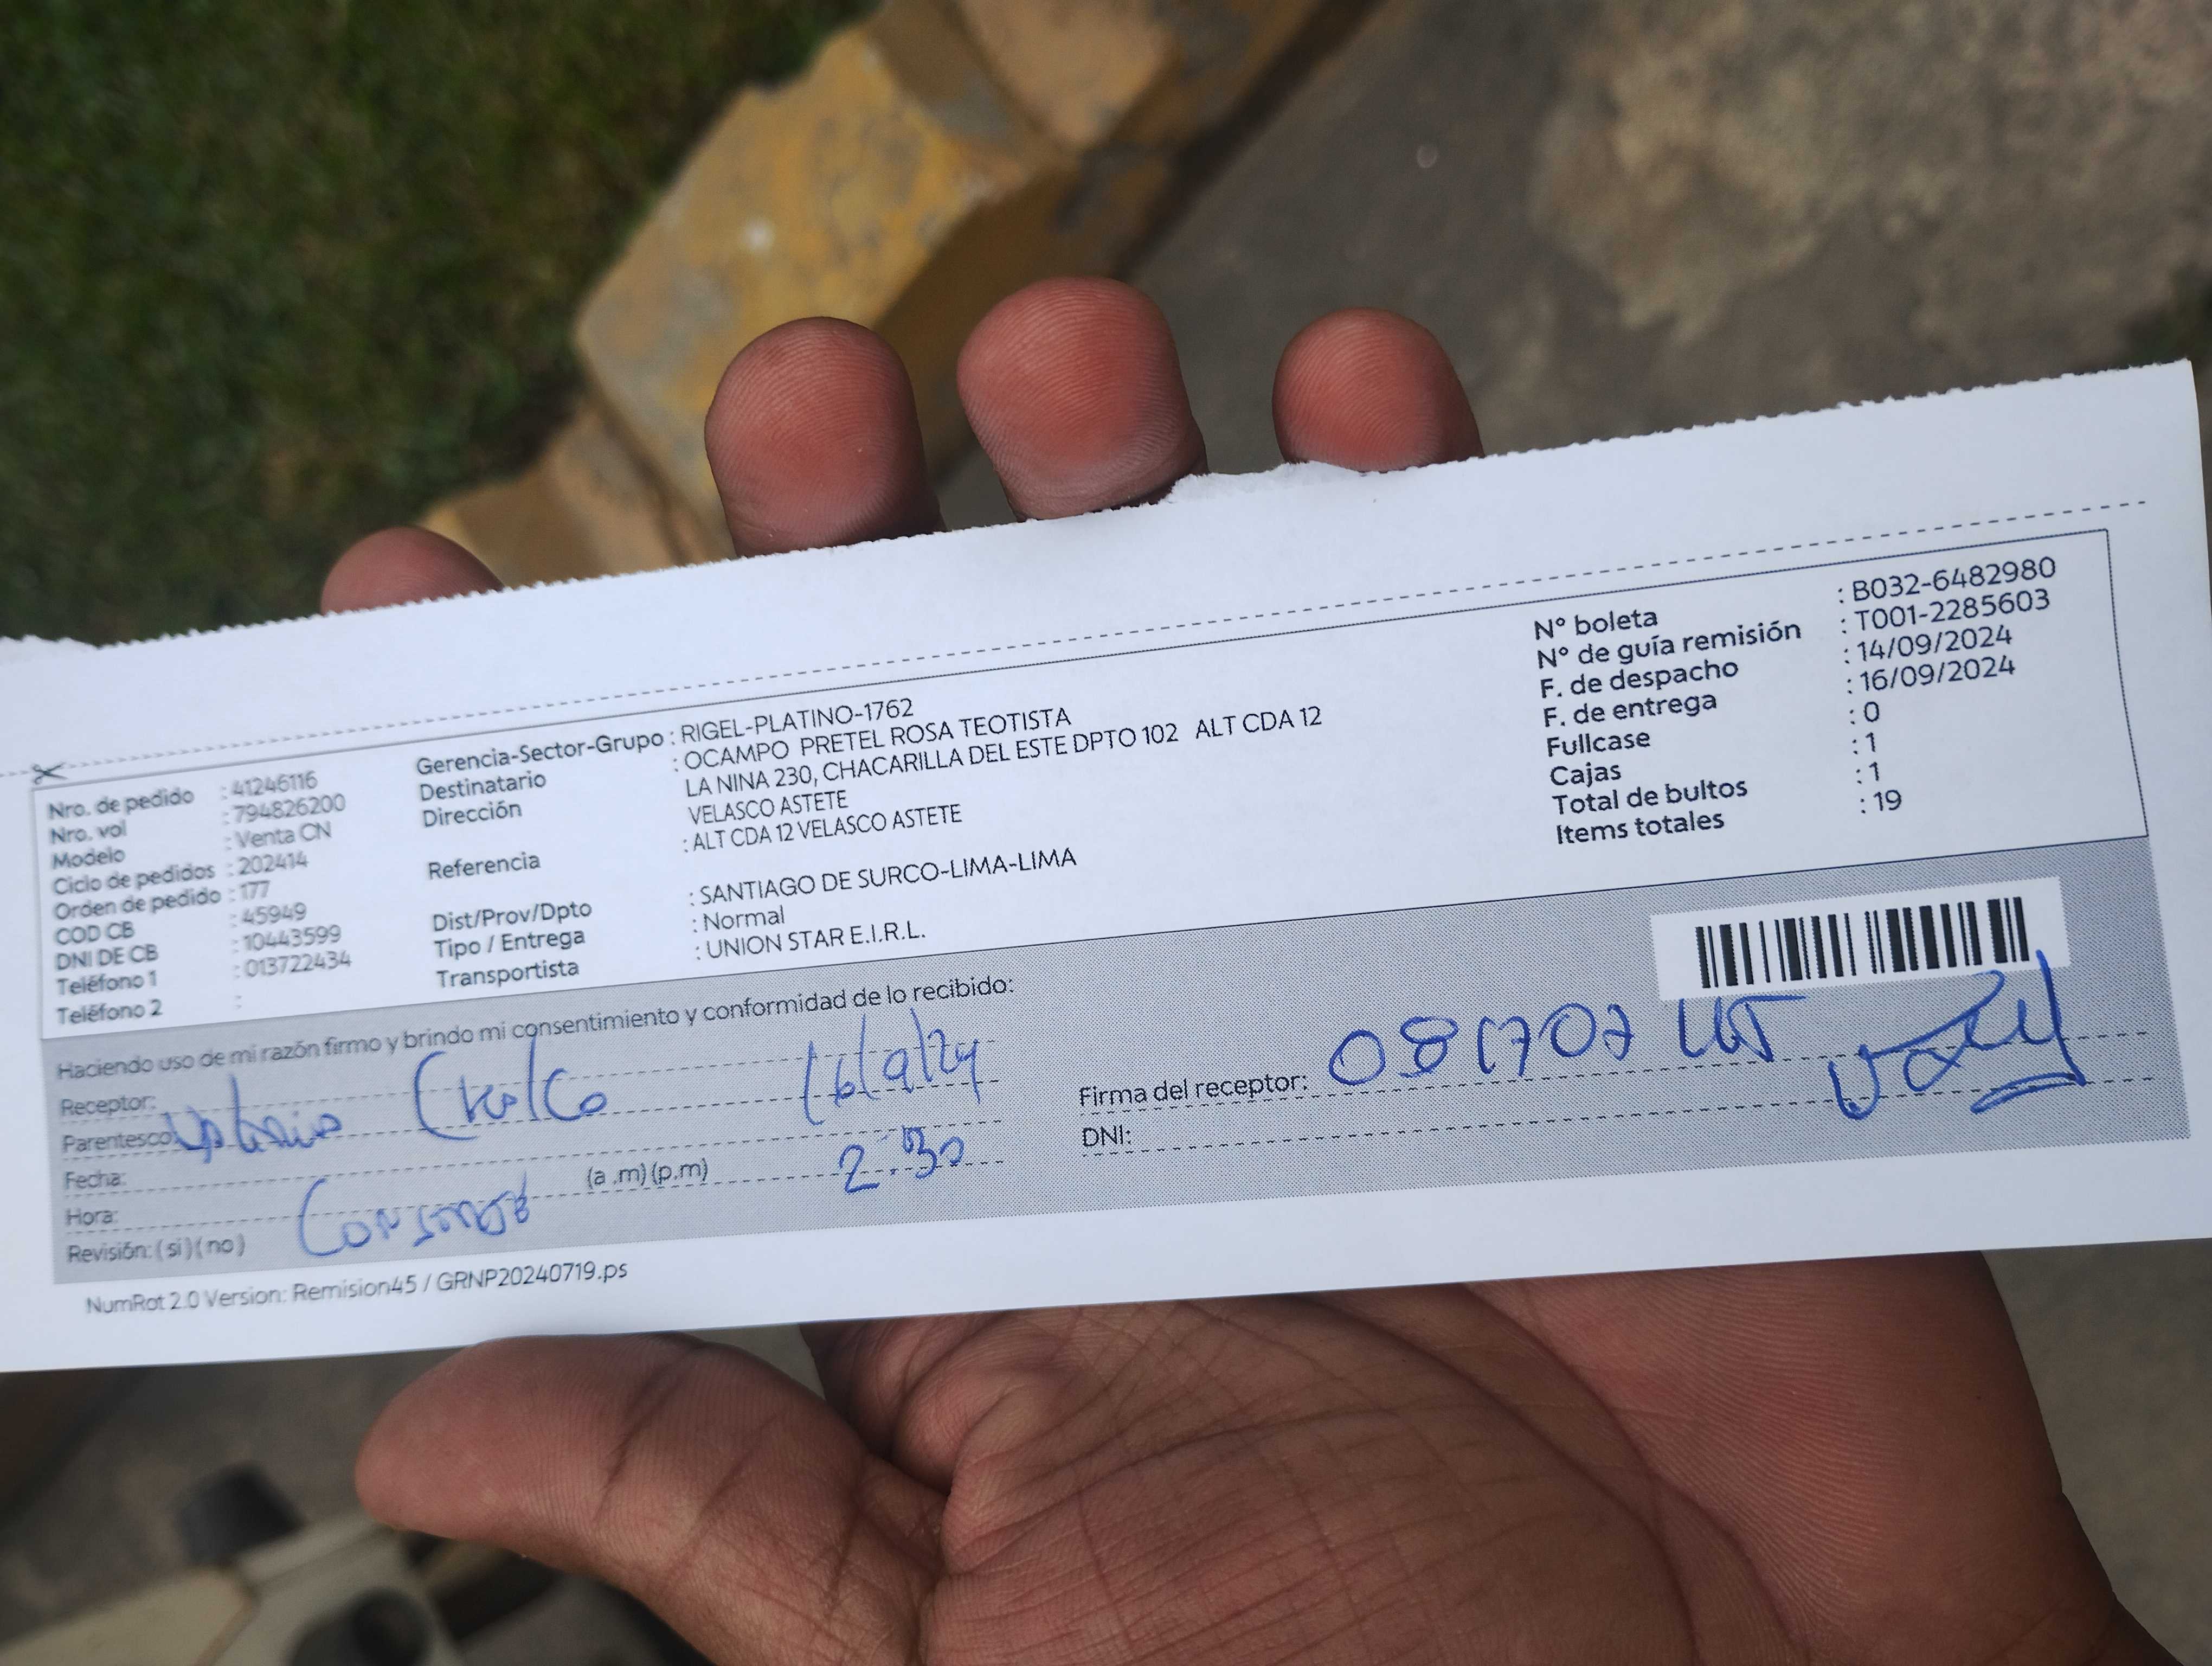 Nro. de pedido : 41246116
Nro. vol : 794826200
Modelo : Venta CN
Ciclo de pedidos : 202414
Orden de pedido : 177
COD CB : 45949
DNI DE CB : 10443599
Teléfono 1 : 013722434
Teléfono 2 :
Gerencia-Sector-Grupo : RIGEL-PLATINO-1762
Destinatario : OCAMPO PRETEL ROSA TEOTISTA
Dirección LA NINA 230, CHACARILLA DEL ESTE DPTO 102 ALT CDA 12
VELASCO ASTETE
Referencia : ALT CDA 12 VELASCO ASTETE
Dist/Prov/Dpto : SANTIAGO DE SURCO-LIMA-LIMA
Tipo / Entrega : Normal
Transportista : UNION STAR E.I.R.L.
N° boleta : B032-6482980
N° de guía remisión : T001-2285603
F. de despacho : 14/09/2024
F. de entrega : 16/09/2024
Fullcase : 0
Cajas : 1
Total de bultos : 1
Items totales : 19
Haciendo uso de mi razón firmo y brindo mi consentimiento y conformidad de lo recibido:
Receptor: 16/9/24
Parentesco:
Fecha:
Hora: (a .m) (p.m) 2:30
Revisión: ( si ) ( no )
Firma del receptor:
DNI:
NumRot 2.0 Version: Remision45 / GRNP20240719.ps